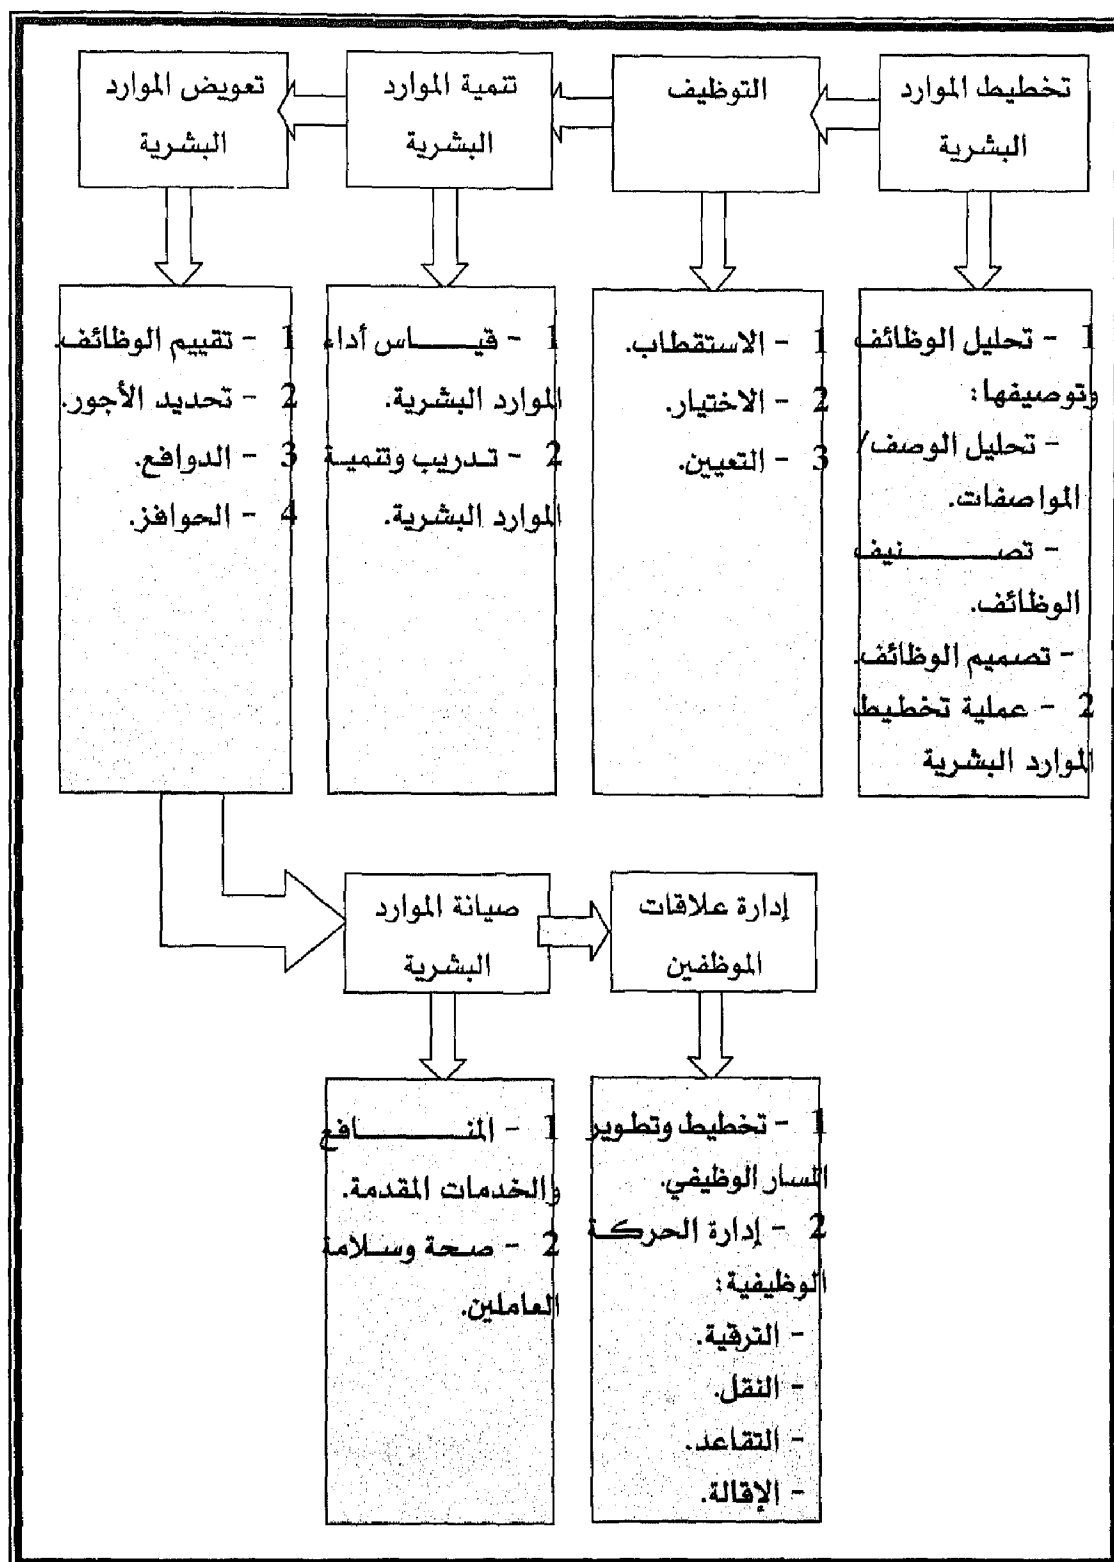 تخطيط الموارد
البشرية
التوظيف
تنمية الموارد
البشرية
تعويض الموارد
البشرية
1 - تحليل الوظائف
وتوصيفها:
- تحليل الوصف/
المواصفات.
- تصنيف
الوظائف.
- تصميم الوظائف.
2 - عملية تخطيط
الموارد البشرية
1 - الاستقطاب.
2 - الاختيار.
3 - التعيين.
1 - قياس أداء
الموارد البشرية.
2 - تدريب وتنمية
الموارد البشرية.
1 - تقييم الوظائف.
2 - تحديد الأجور.
3 - الدوافع.
4 - الحوافز.
إدارة علاقات
الموظفين
صيانة الموارد
البشرية
1 - تخطيط وتطوير
المسار الوظيفي.
2 - إدارة الحركة
الوظيفية:
- الترقية.
- النقل.
- التقاعد.
- الإقالة.
1 - المنافع
والخدمات المقدمة.
2 - صحة وسلامة
العاملين.